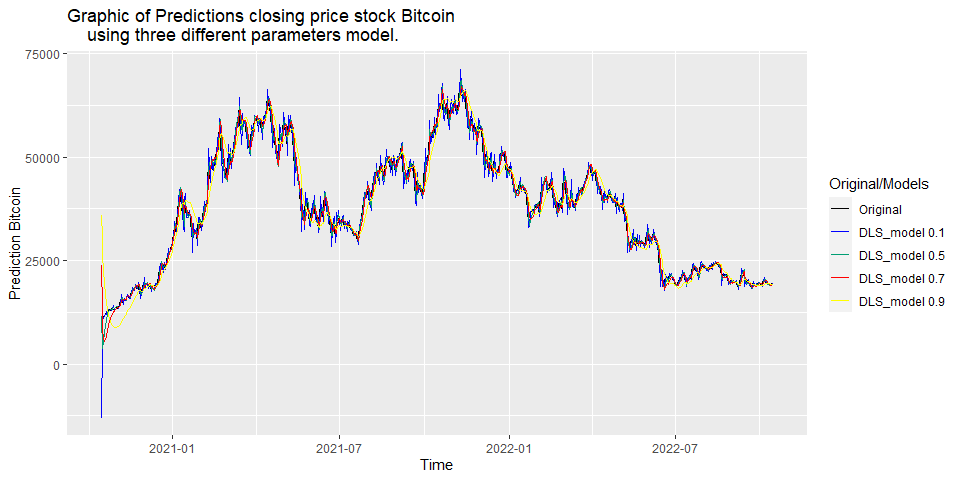 Graphic of Predictions closing price stock Bitcoin
using three different parameters model.
75000
50000
25000
0
Prediction Bitcoin
2021-01
2021-07
2022-01
2022-07
Time
Original/Models
Original
DLS_model 0.1
DLS_model 0.5
DLS_model 0.7
DLS_model 0.9